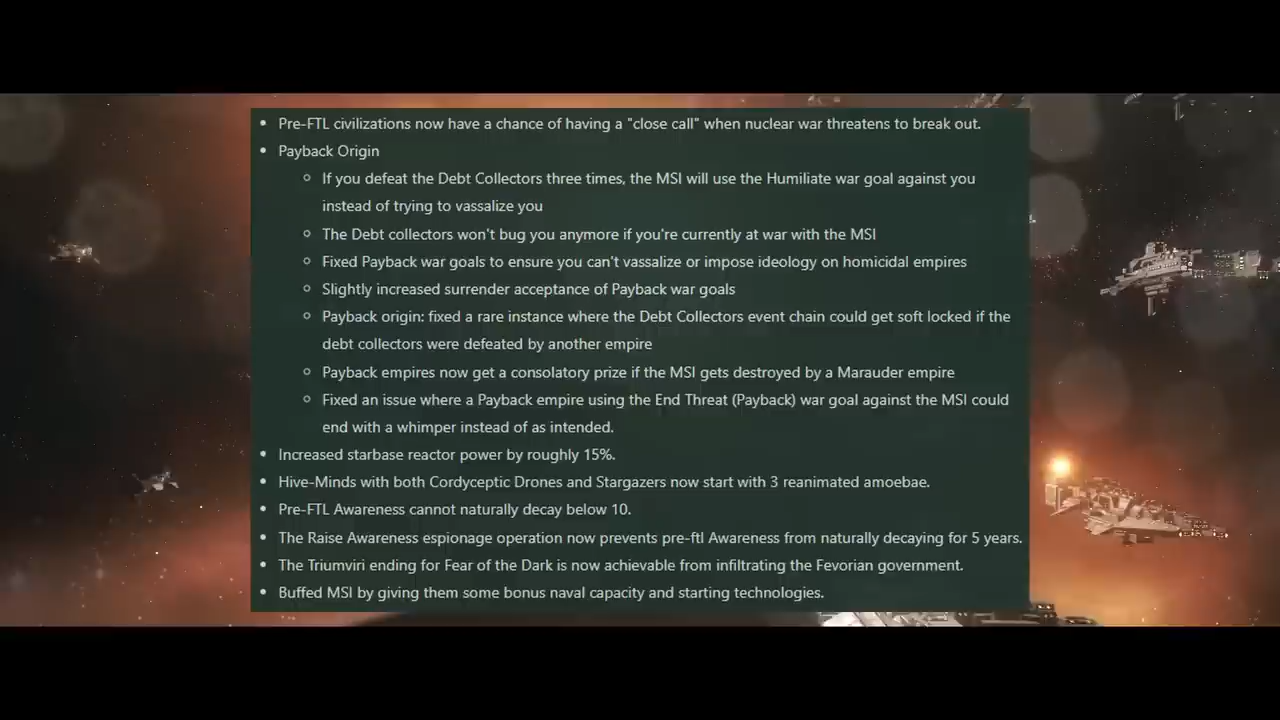 • Pre-FTL civilizations now have a chance of having a "close call" when nuclear war threatens to break out.
• Payback Origin
○ If you defeat the Debt Collectors three times, the MSI will use the Humiliate war goal against you
instead of trying to vassalize you
○ The Debt collectors won't bug you anymore if you're currently at war with the MSI
○ Fixed Payback war goals to ensure you can't vassalize or impose ideology on homicidal empires
○ Slightly increased surrender acceptance of Payback war goals
○ Payback origin: fixed a rare instance where the Debt Collectors event chain could get soft locked if the
debt collectors were defeated by another empire
○ Payback empires now get a consolatory prize if the MSI gets destroyed by a Marauder empire
○ Fixed an issue where a Payback empire using the End Threat (Payback) war goal against the MSI could
end with a whimper instead of as intended.
• Increased starbase reactor power by roughly 15%.
• Hive-Minds with both Cordyceptic Drones and Stargazers now start with 3 reanimated amoebae.
• Pre-FTL Awareness cannot naturally decay below 10.
• The Raise Awareness espionage operation now prevents pre-ftl Awareness from naturally decaying for 5 years.
• The Triumviri ending for Fear of the Dark is now achievable from infiltrating the Fevorian government.
• Buffed MSI by giving them some bonus naval capacity and starting technologies.